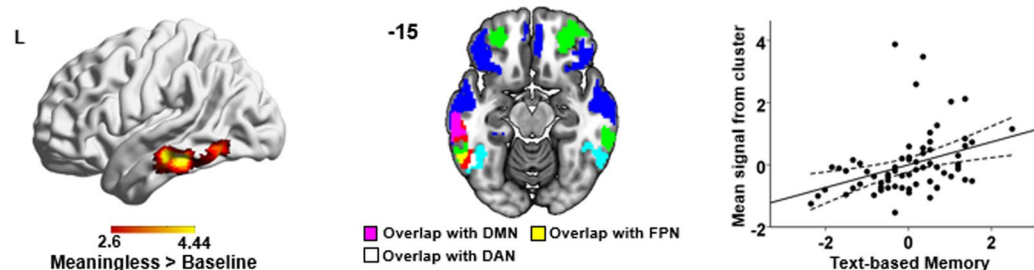 L
2.6 4.44
Meaningless > Baseline
-15
Overlap with DMN Overlap with FPN
Overlap with DAN
Mean signal from cluster
4
2
0
-2
-2 0 2
Text-based Memory